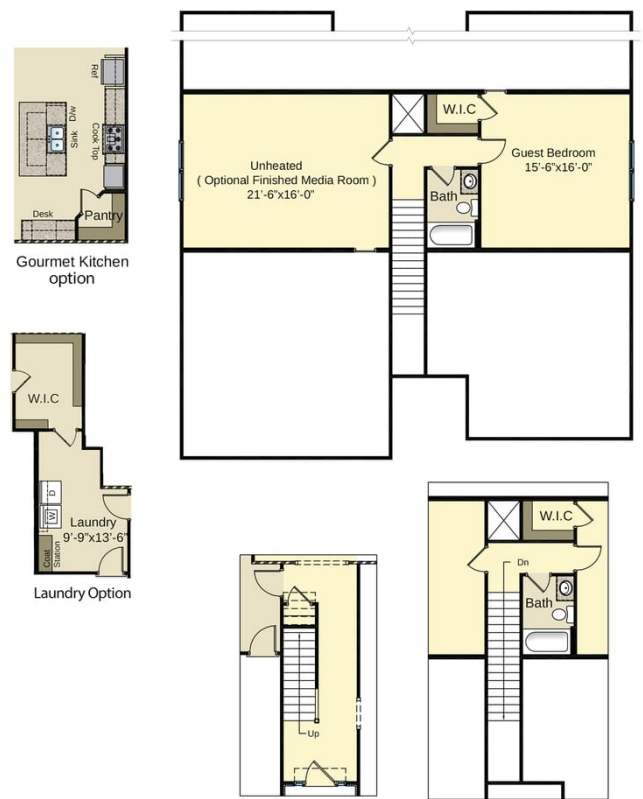 Ref
D/w
Sink
Cook Top
Desk
Pantry
Gourmet Kitchen
option
W.I.C
Unheated
( Optional Finished Media Room )
21'-6"x16'-0"
Guest Bedroom
15'-6"x16'-0"
Bath
W.I.C
D
W
Laundry
9'-9"x13'-6"
Coat
Station
Laundry Option
Up
W.I.C
Dn
Bath